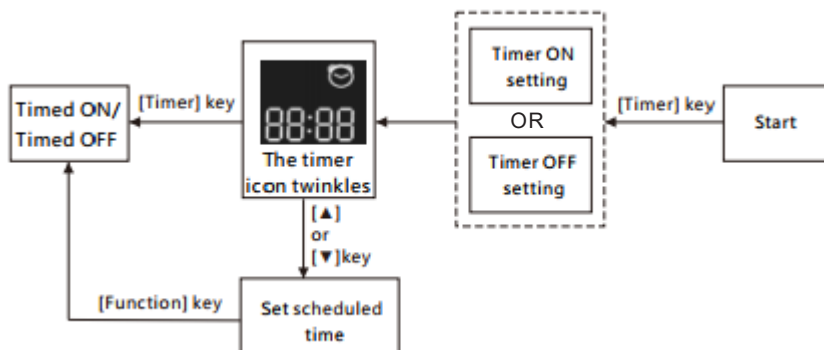 Timed ON/
Timed OFF
[Timer] key
88:88
The timer
icon twinkles
Timer ON
setting
OR
Timer OFF
setting
[Timer] key
Start
[▲]
or
[▼]key
[Function] key
Set scheduled
time